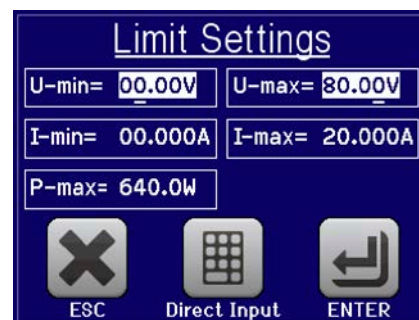 Limit Settings
U-min= 00.00V U-max= 80.00V
I-min= 00.000A I-max= 20.000A
P-max= 640.0W
ESC Direct Input ENTER